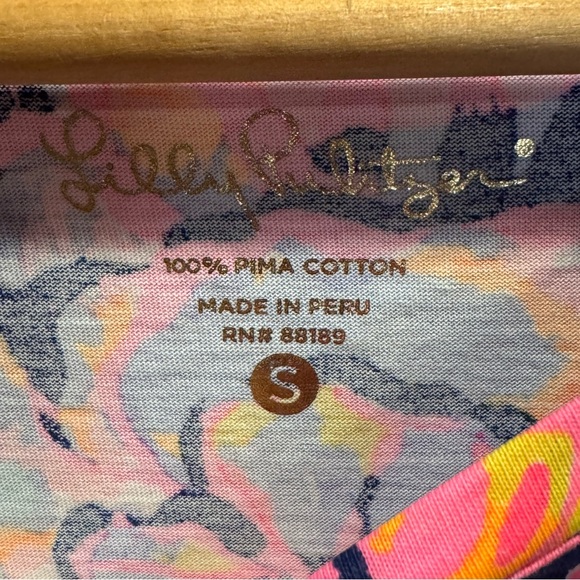 Lilly Pulitzer®
100% PIMA COTTON
MADE IN PERU
RN# 88189
S